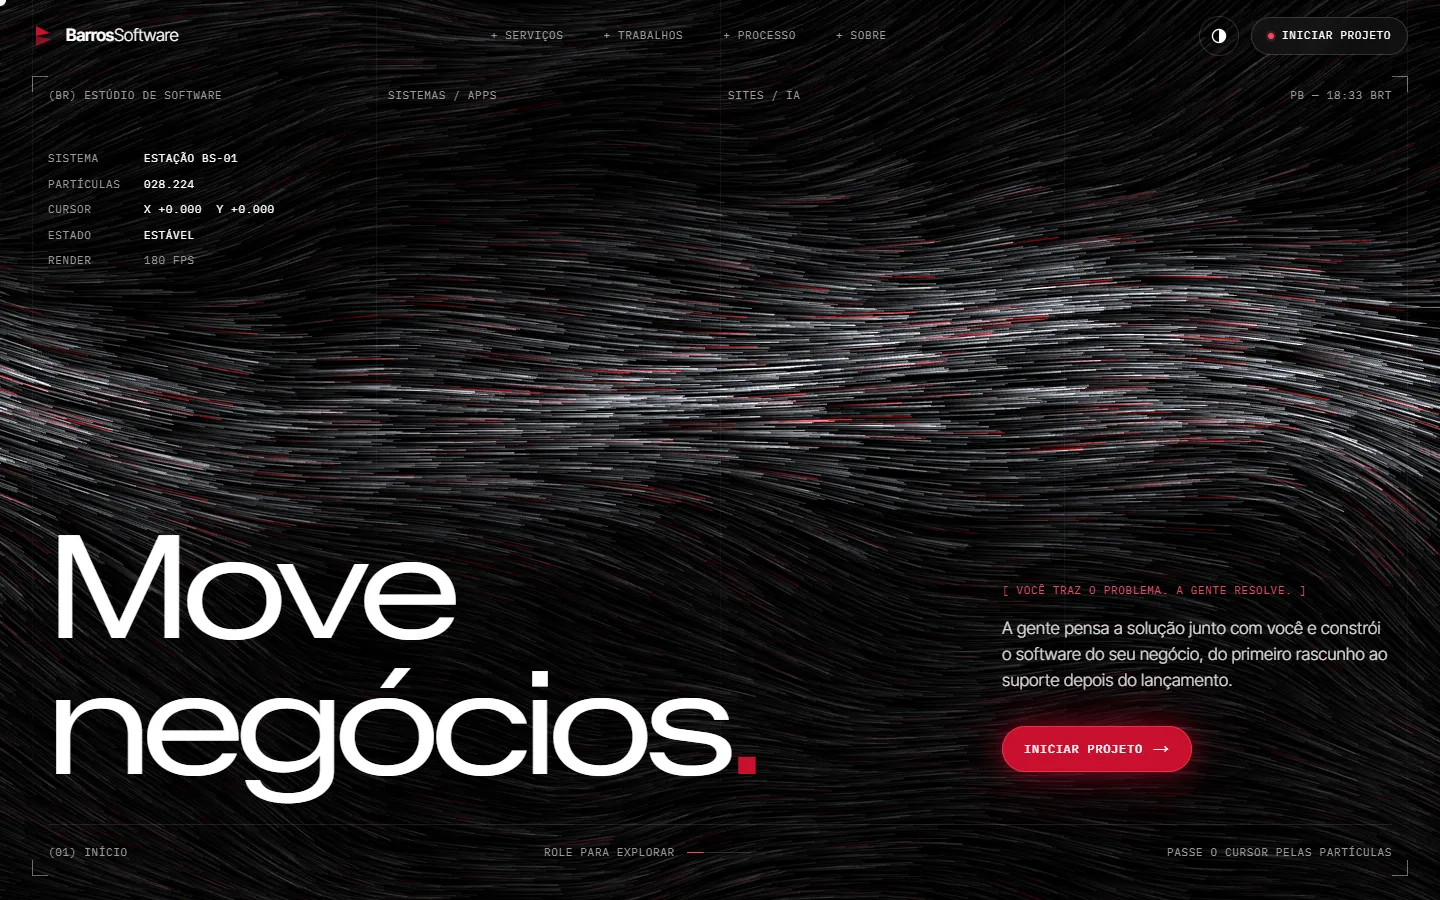 BarrosSoftware
+ SERVIÇOS + TRABALHOS + PROCESSO + SOBRE
INICIAR PROJETO
(BR) ESTÚDIO DE SOFTWARE
SISTEMAS / APPS
SITES / IA
PB — 18:33 BRT
SISTEMA ESTAÇÃO BS-01
PARTÍCULAS 028.224
CURSOR X +0.000 Y +0.000
ESTADO ESTÁVEL
RENDER 180 FPS
Move
negócios.
[ VOCÊ TRAZ O PROBLEMA. A GENTE RESOLVE. ]
A gente pensa a solução junto com você e constrói
o software do seu negócio, do primeiro rascunho ao
suporte depois do lançamento.
INICIAR PROJETO →
(01) INÍCIO
ROLE PARA EXPLORAR
PASSE O CURSOR PELAS PARTÍCULAS